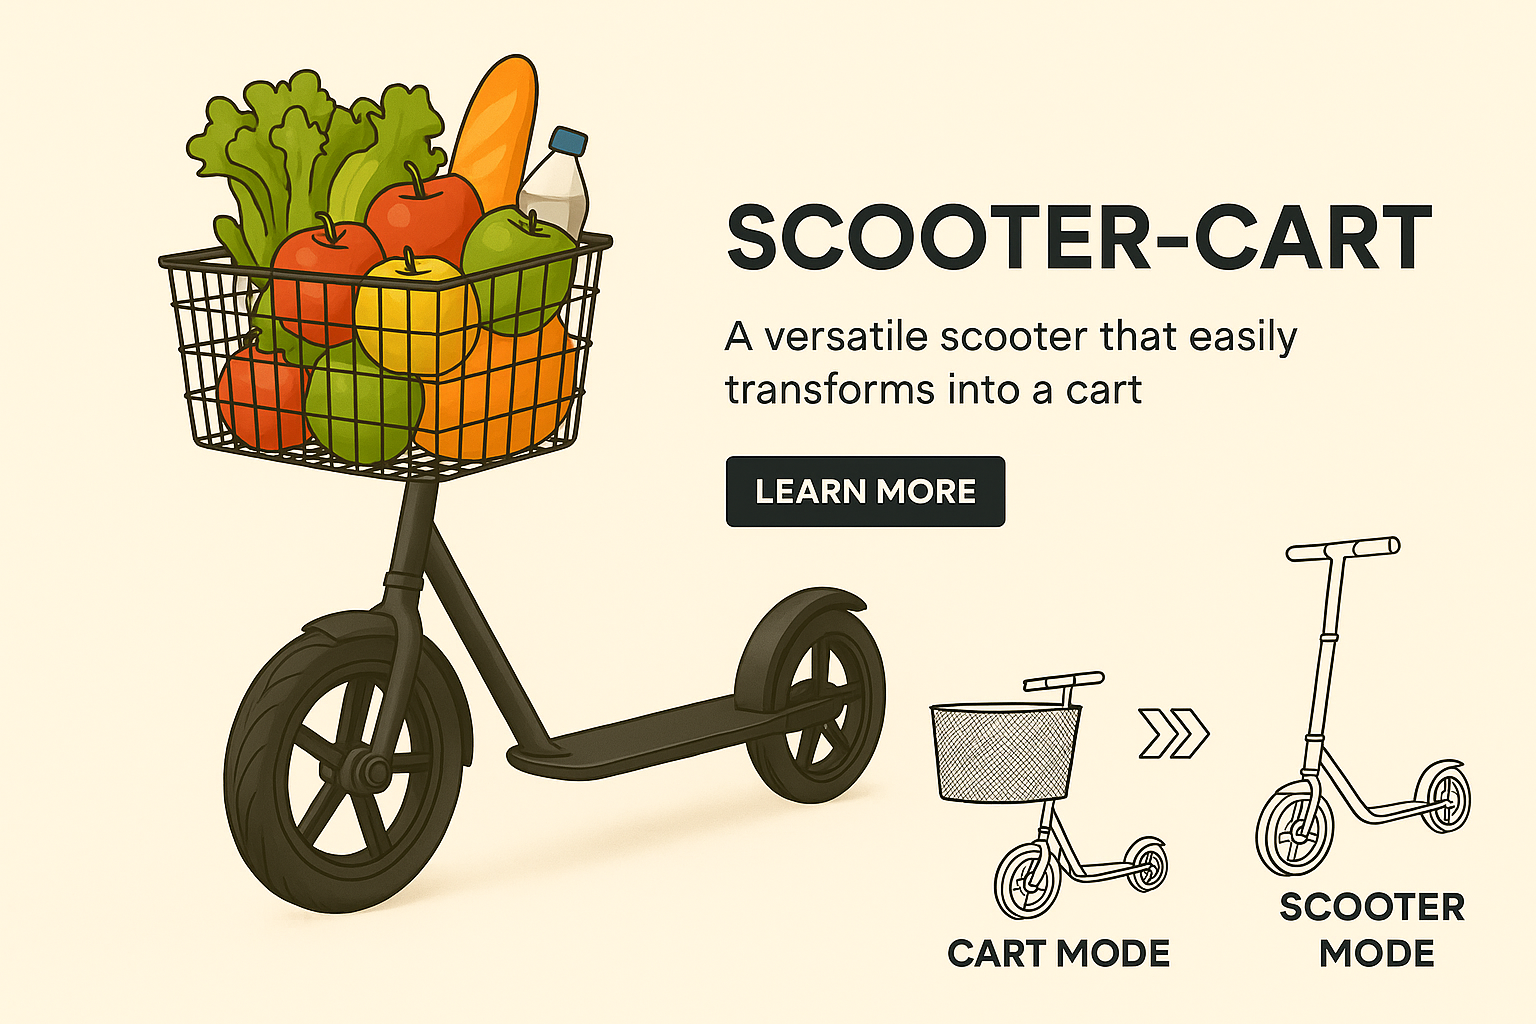 SCOOTER-CART
A versatile scooter that easily
transforms into a cart
LEARN MORE
CART MODE
SCOOTER
MODE